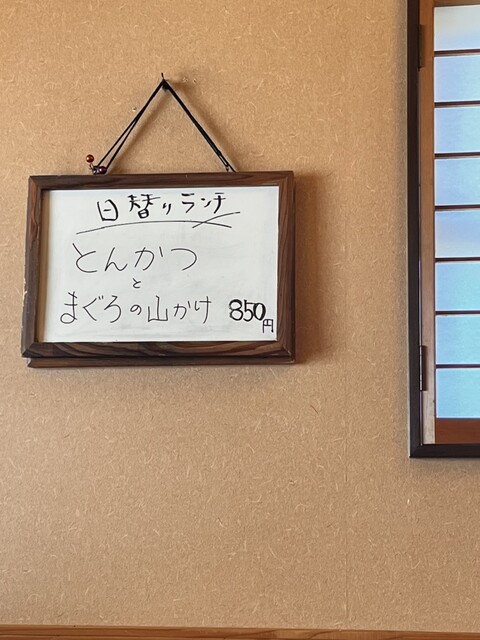 日替りランチ
とんかつ
と
まぐろの山かけ 850円